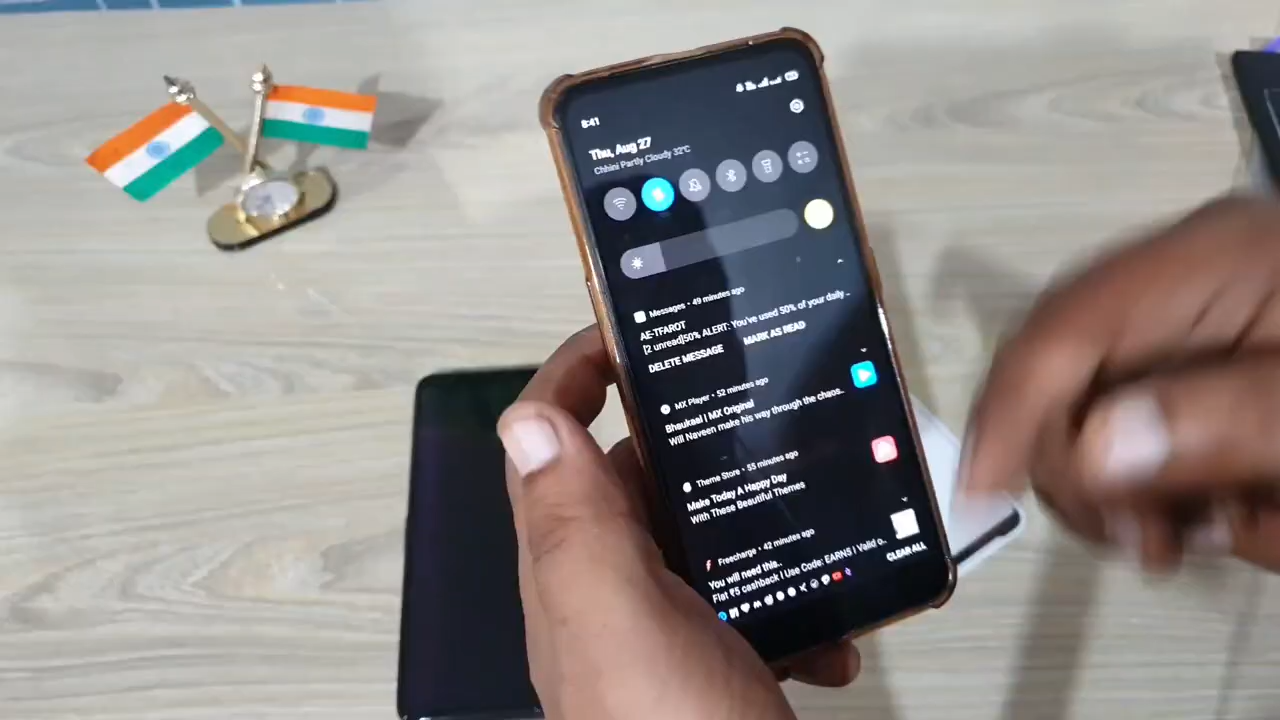 8:41
Thu, Aug 27
Chhini Partly Cloudy 32°C
Messages • 49 minutes ago
AE-TFAROT
[2 unread]50% ALERT: You've used 50% of your daily ..
DELETE MESSAGE MARK AS READ
MX Player • 52 minutes ago
Bhaukaal | MX Original
Will Naveen make his way through the chaos..
Theme Store • 55 minutes ago
Make Today A Happy Day
With These Beautiful Themes
Freecharge • 42 minutes ago
You will need this..
Flat ₹5 cashback | Use Code: EARN5 | Valid o..
CLEAR ALL